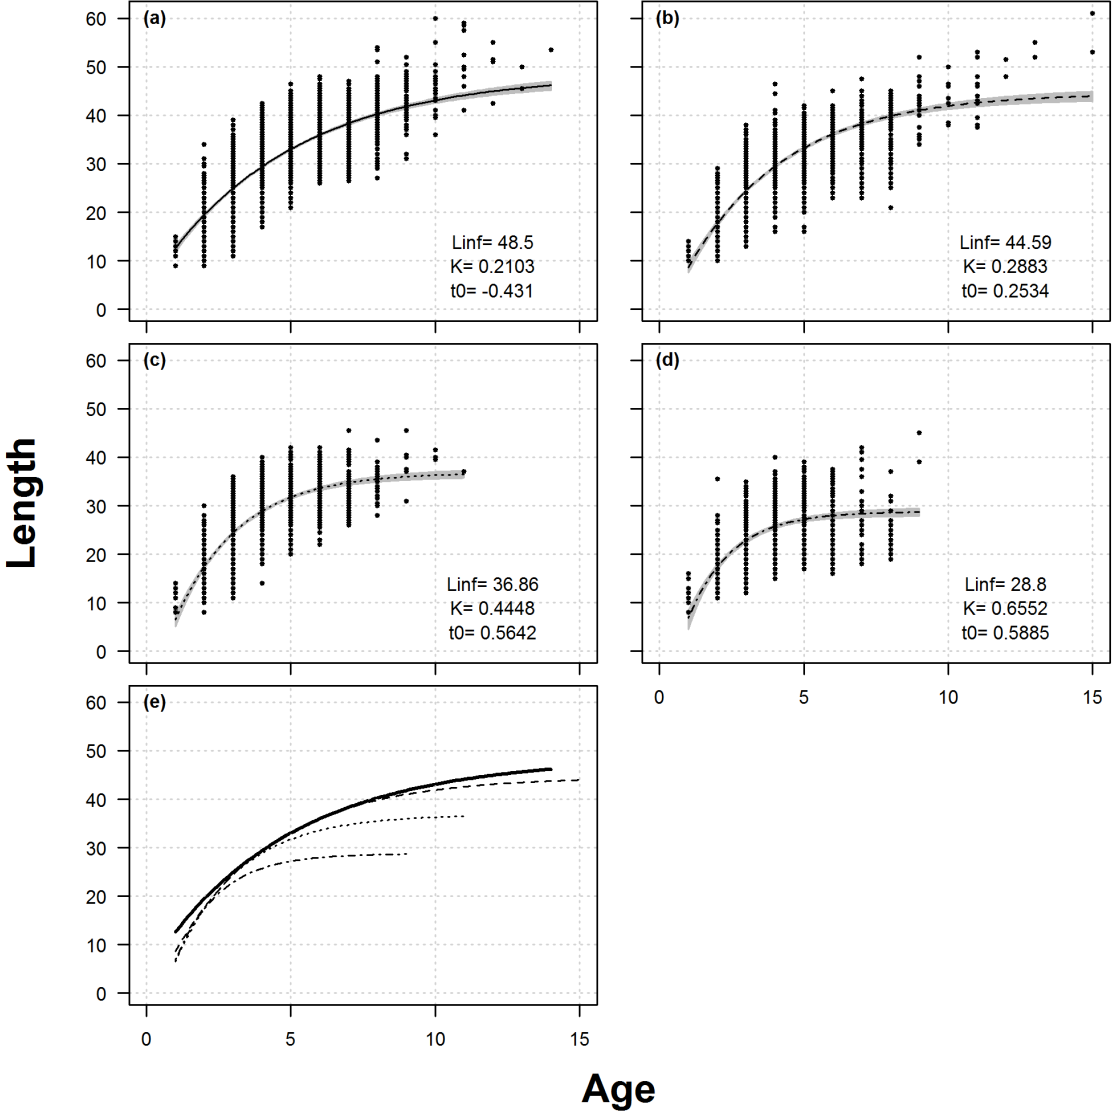 (a)
60
50
40
30
20
10
0
Linf= 48.5
K= 0.2103
t0= -0.431
(b)
Linf= 44.59
K= 0.2883
t0= 0.2534
(c)
60
50
40
30
20
10
0
Linf= 36.86
K= 0.4448
t0= 0.5642
(d)
Linf= 28.8
K= 0.6552
t0= 0.5885
0 5 10 15
(e)
60
50
40
30
20
10
0
0 5 10 15
Length
Age